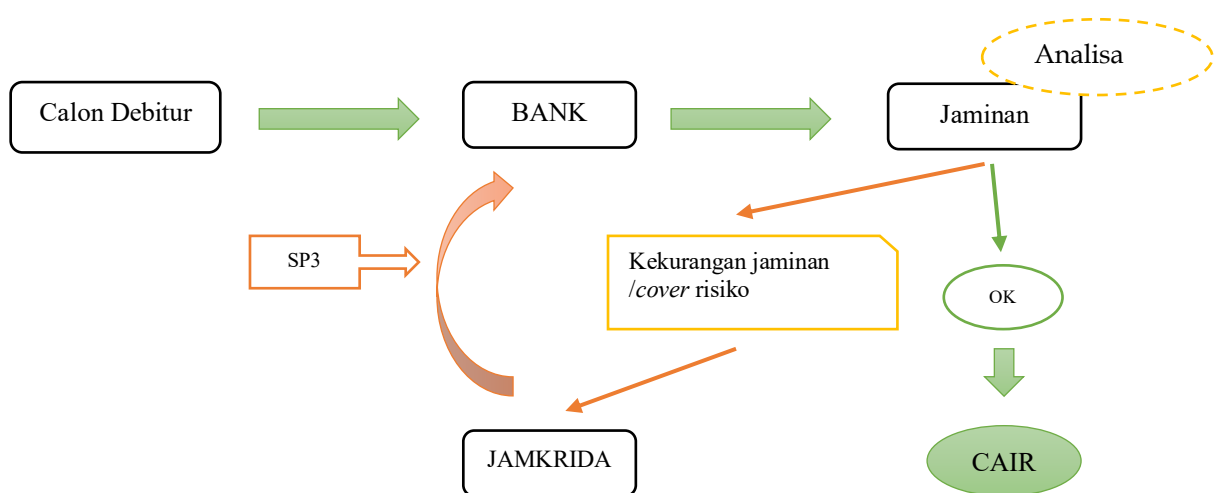 Analisa
Calon Debitur
BANK
Jaminan
SP3
Kekurangan jaminan
/cover risiko
OK
JAMKRIDA
CAIR